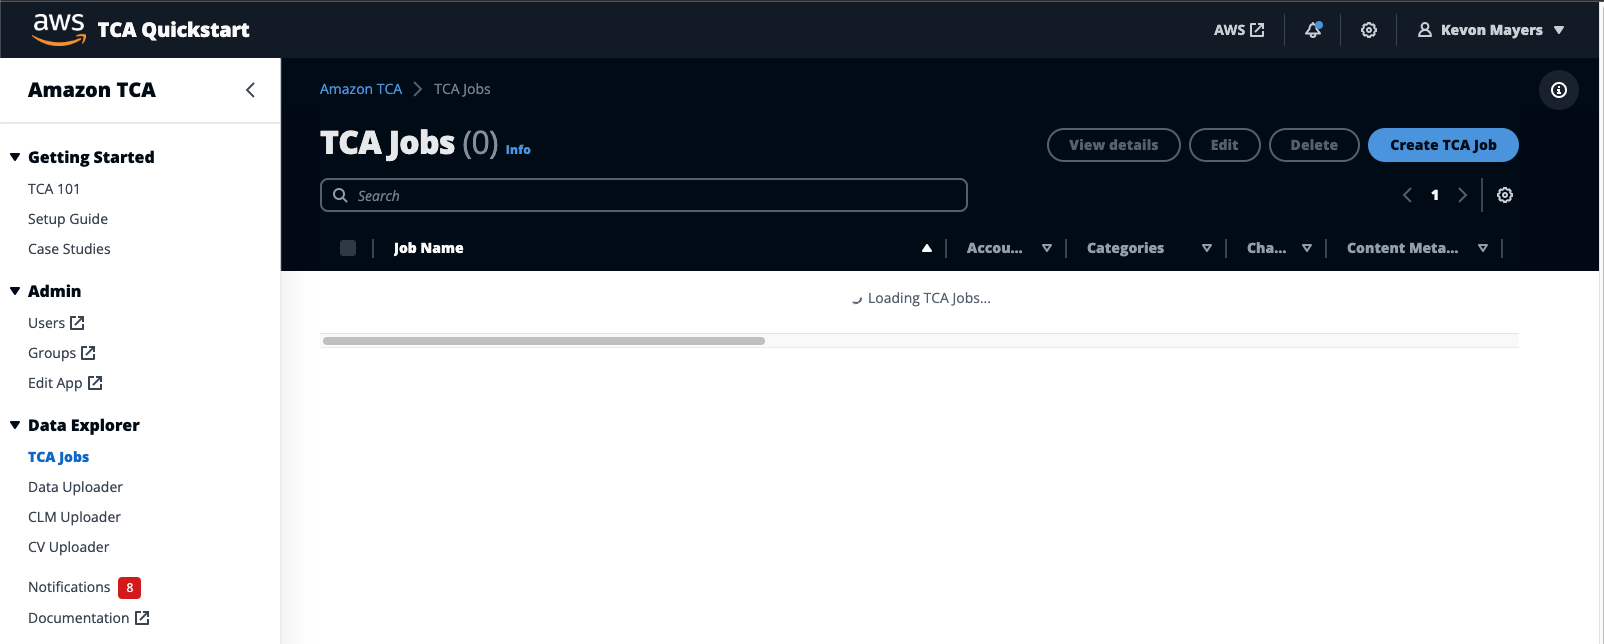 aws TCA Quickstart
AWS
Kevon Mayers
Amazon TCA
Getting Started
TCA 101
Setup Guide
Case Studies
Admin
Users
Groups
Edit App
Data Explorer
TCA Jobs
Data Uploader
CLM Uploader
CV Uploader
Notifications 8
Documentation
Amazon TCA TCA Jobs
TCA Jobs (0) Info
View details Edit Delete Create TCA Job
Search
1
Job Name Accou... Categories Cha... Content Meta...
Loading TCA Jobs...